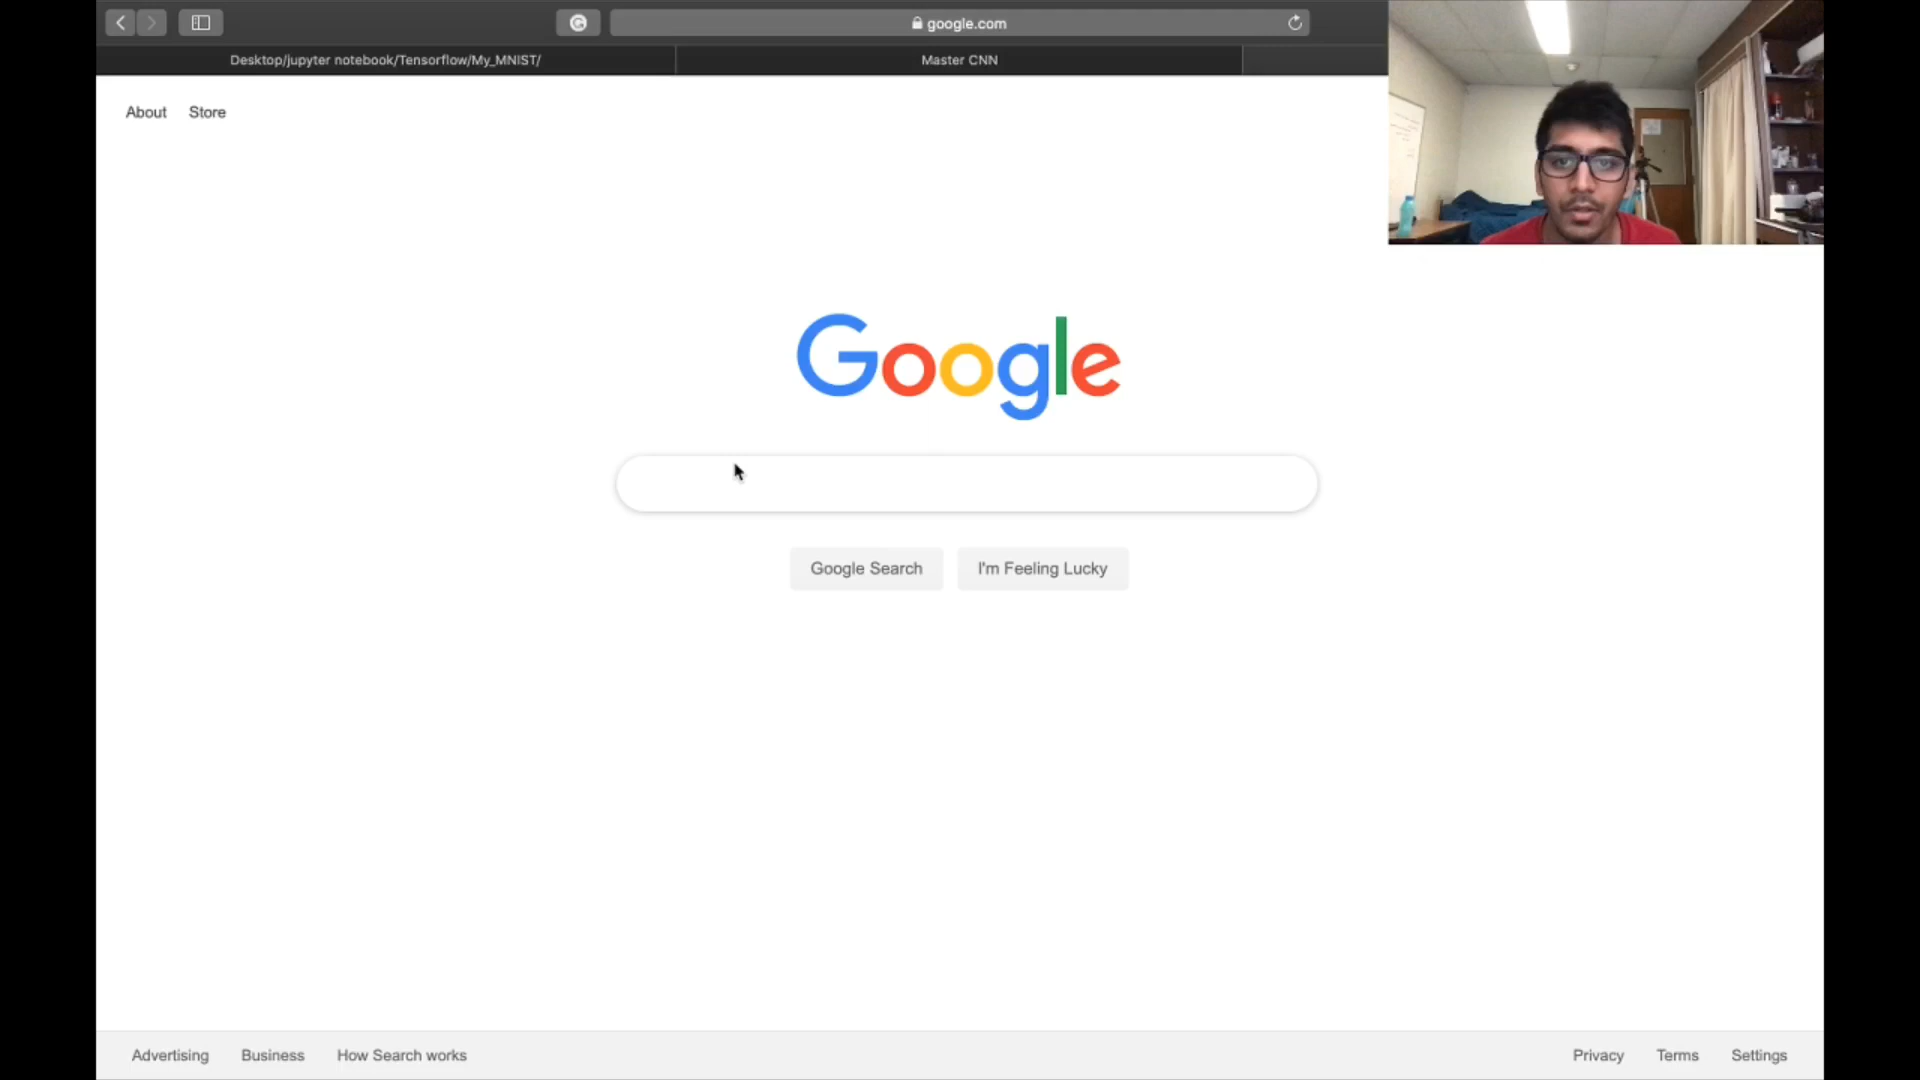 google.com
Desktop/jupyter notebook/Tensorflow/My_MNIST/
Master CNN
About Store
Google
Google Search I'm Feeling Lucky
Advertising Business How Search works Privacy Terms Settings